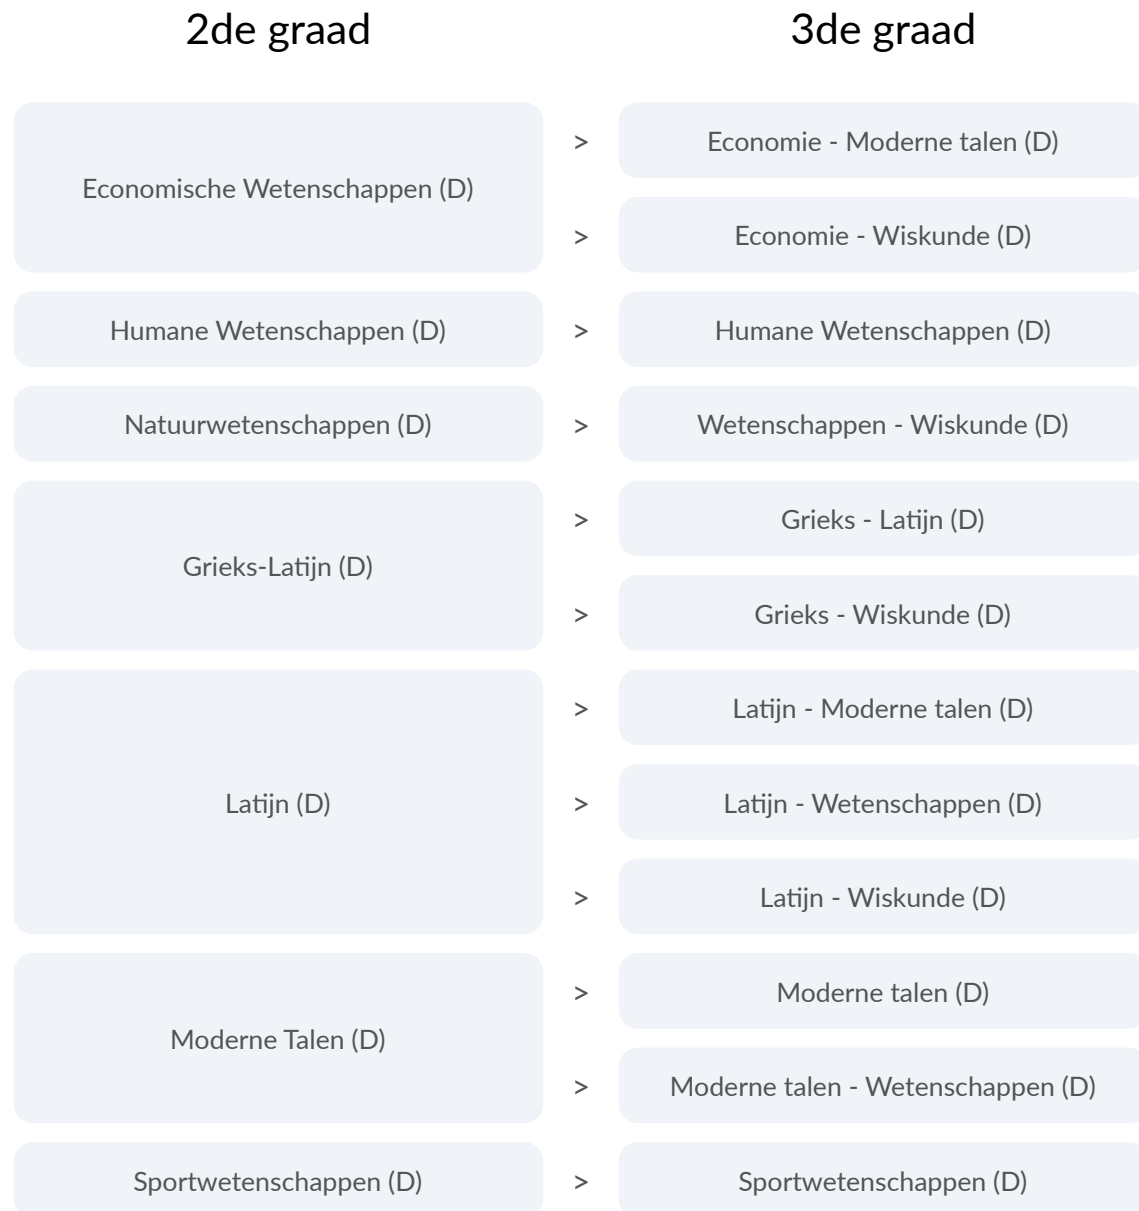 2de graad
3de graad
Economische Wetenschappen (D)
>
Economie - Moderne talen (D)
>
Economie - Wiskunde (D)
Humane Wetenschappen (D)
>
Humane Wetenschappen (D)
Natuurwetenschappen (D)
>
Wetenschappen - Wiskunde (D)
Grieks-Latijn (D)
>
Grieks - Latijn (D)
>
Grieks - Wiskunde (D)
Latijn (D)
>
Latijn - Moderne talen (D)
>
Latijn - Wetenschappen (D)
>
Latijn - Wiskunde (D)
Moderne Talen (D)
>
Moderne talen (D)
>
Moderne talen - Wetenschappen (D)
Sportwetenschappen (D)
>
Sportwetenschappen (D)